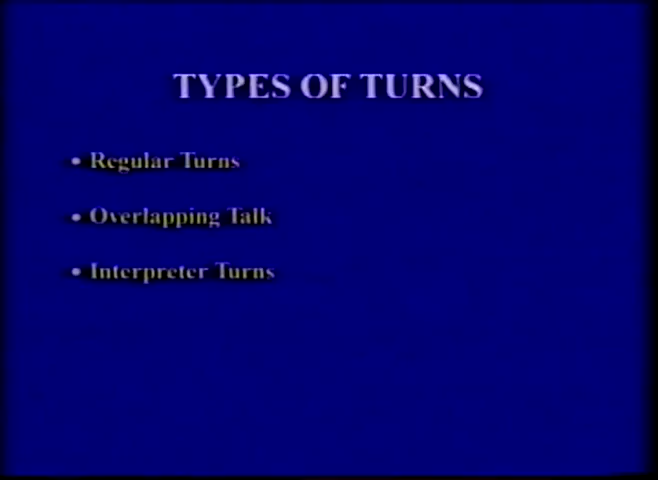 TYPES OF TURNS
• Regular Turns
• Overlapping Talk
• Interpreter Turns